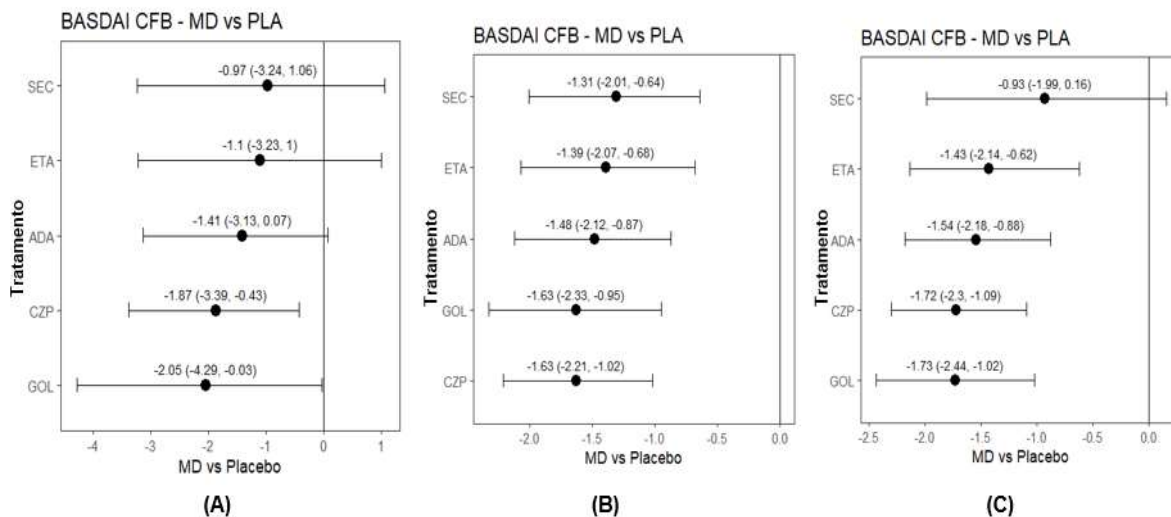 BASDAI CFB - MD vs PLA
Tratamento
SEC
-0.97 (-3.24, 1.06)
ETA
-1.1 (-3.23, 1)
ADA
-1.41 (-3.13, 0.07)
CZP
-1.87 (-3.39, -0.43)
GOL
-2.05 (-4.29, -0.03)
-4 -3 -2 -1 0 1
MD vs Placebo
(A)
BASDAI CFB - MD vs PLA
Tratamento
SEC
-1.31 (-2.01, -0.64)
ETA
-1.39 (-2.07, -0.68)
ADA
-1.48 (-2.12, -0.87)
GOL
-1.63 (-2.33, -0.95)
CZP
-1.63 (-2.21, -1.02)
-2.0 -1.5 -1.0 -0.5 0.0
MD vs Placebo
(B)
BASDAI CFB - MD vs PLA
Tratamento
SEC
-0.93 (-1.99, 0.16)
ETA
-1.43 (-2.14, -0.62)
ADA
-1.54 (-2.18, -0.88)
CZP
-1.72 (-2.3, -1.09)
GOL
-1.73 (-2.44, -1.02)
-2.5 -2.0 -1.5 -1.0 -0.5 0.0
MD vs Placebo
(C)